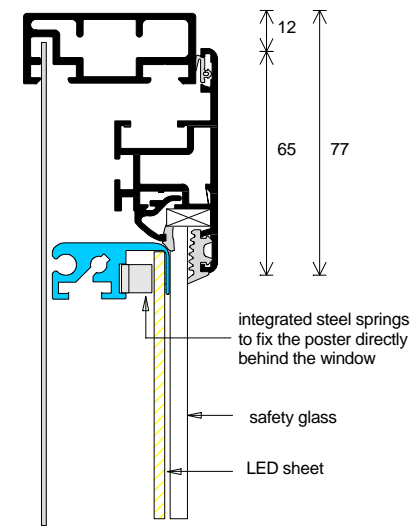 12
65
77
integrated steel springs
to fix the poster directly
behind the window
safety glass
LED sheet